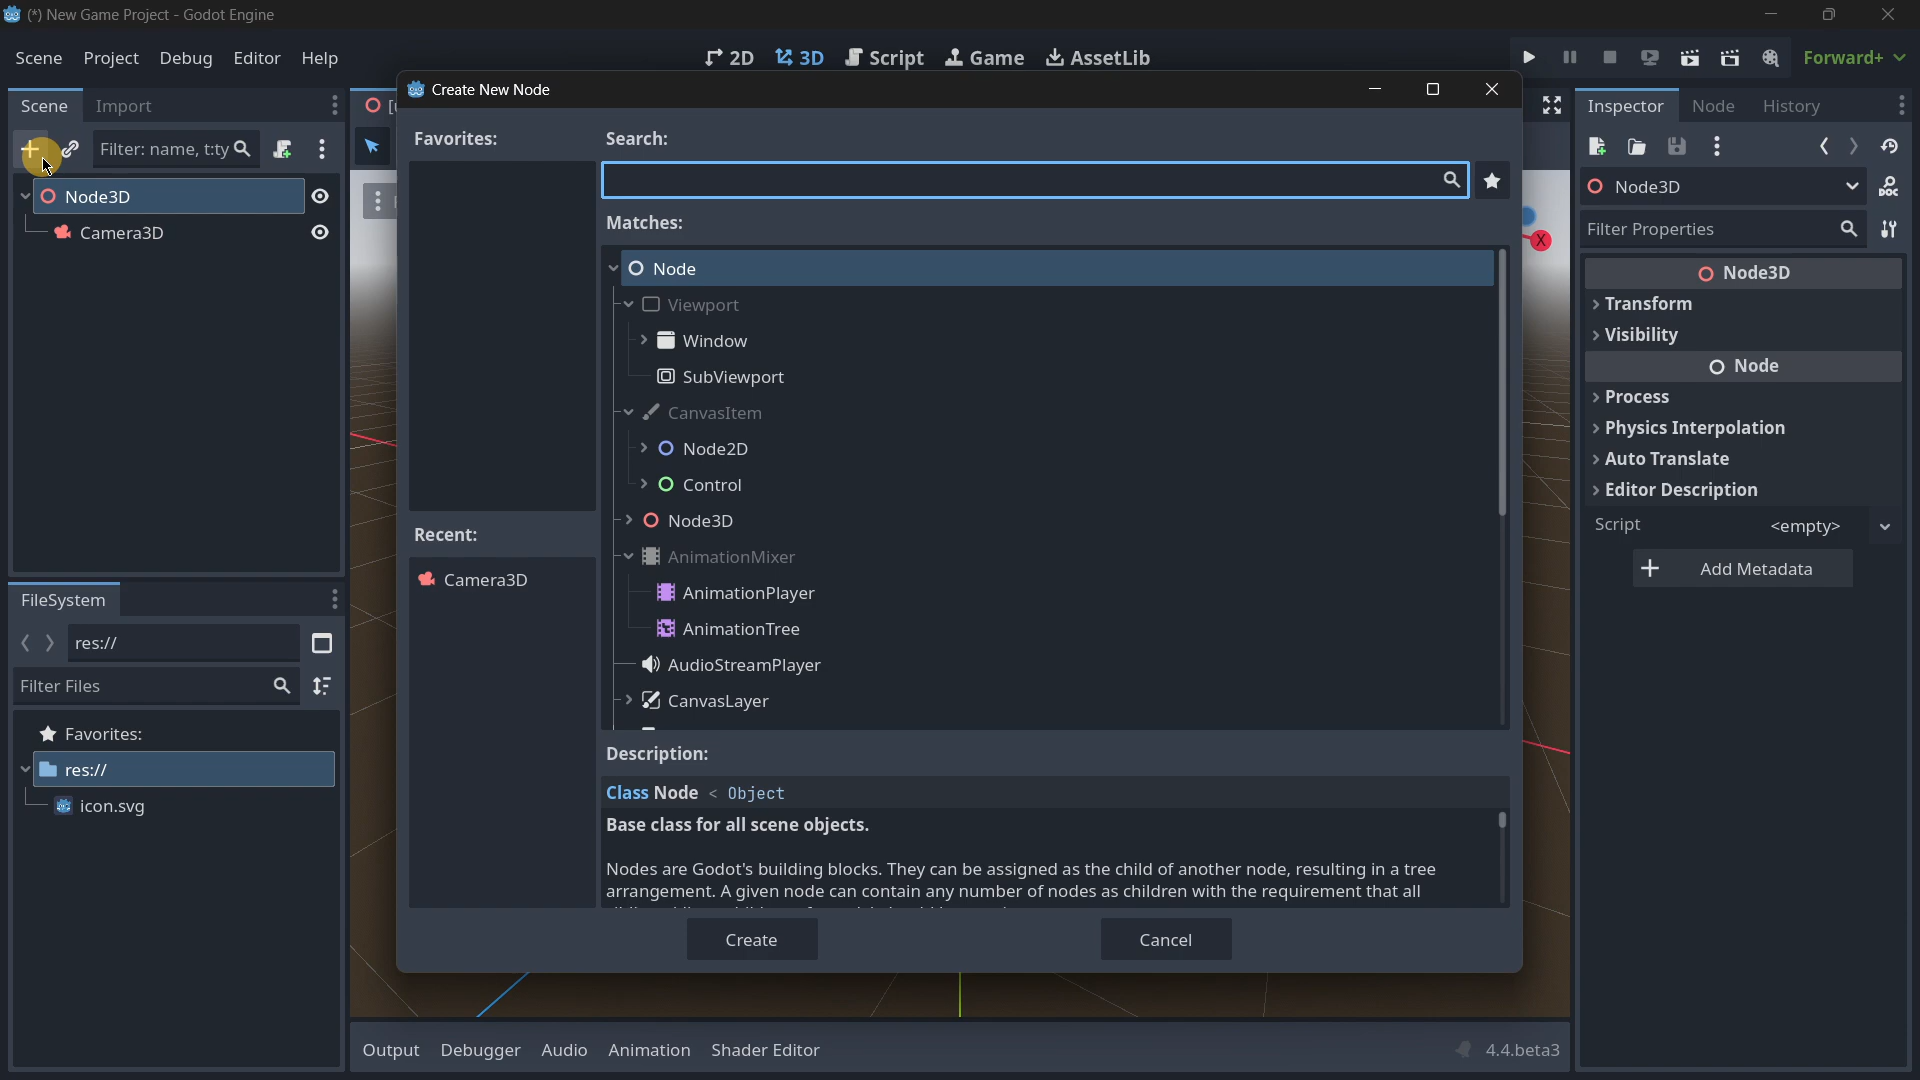 (*) New Game Project - Godot Engine
Scene Project Debug Editor Help
2D 3D Script Game AssetLib
Forward+
Scene Import
Filter: name, t:ty
Node3D
Camera3D
FileSystem
res://
Filter Files
Favorites:
res://
icon.svg
Create New Node
Favorites:
Recent:
Camera3D
Search:
Matches:
Node
Viewport
Window
SubViewport
CanvasItem
Node2D
Control
Node3D
AnimationMixer
AnimationPlayer
AnimationTree
AudioStreamPlayer
CanvasLayer
Description:
Class Node < Object
Base class for all scene objects.
Nodes are Godot's building blocks. They can be assigned as the child of another node, resulting in a tree
arrangement. A given node can contain any number of nodes as children with the requirement that all
Create Cancel
X
Output Debugger Audio Animation Shader Editor
4.4.beta3
Inspector Node History
Node3D
DOC
Filter Properties
Node3D
Transform
Visibility
Node
Process
Physics Interpolation
Auto Translate
Editor Description
Script <empty>
Add Metadata